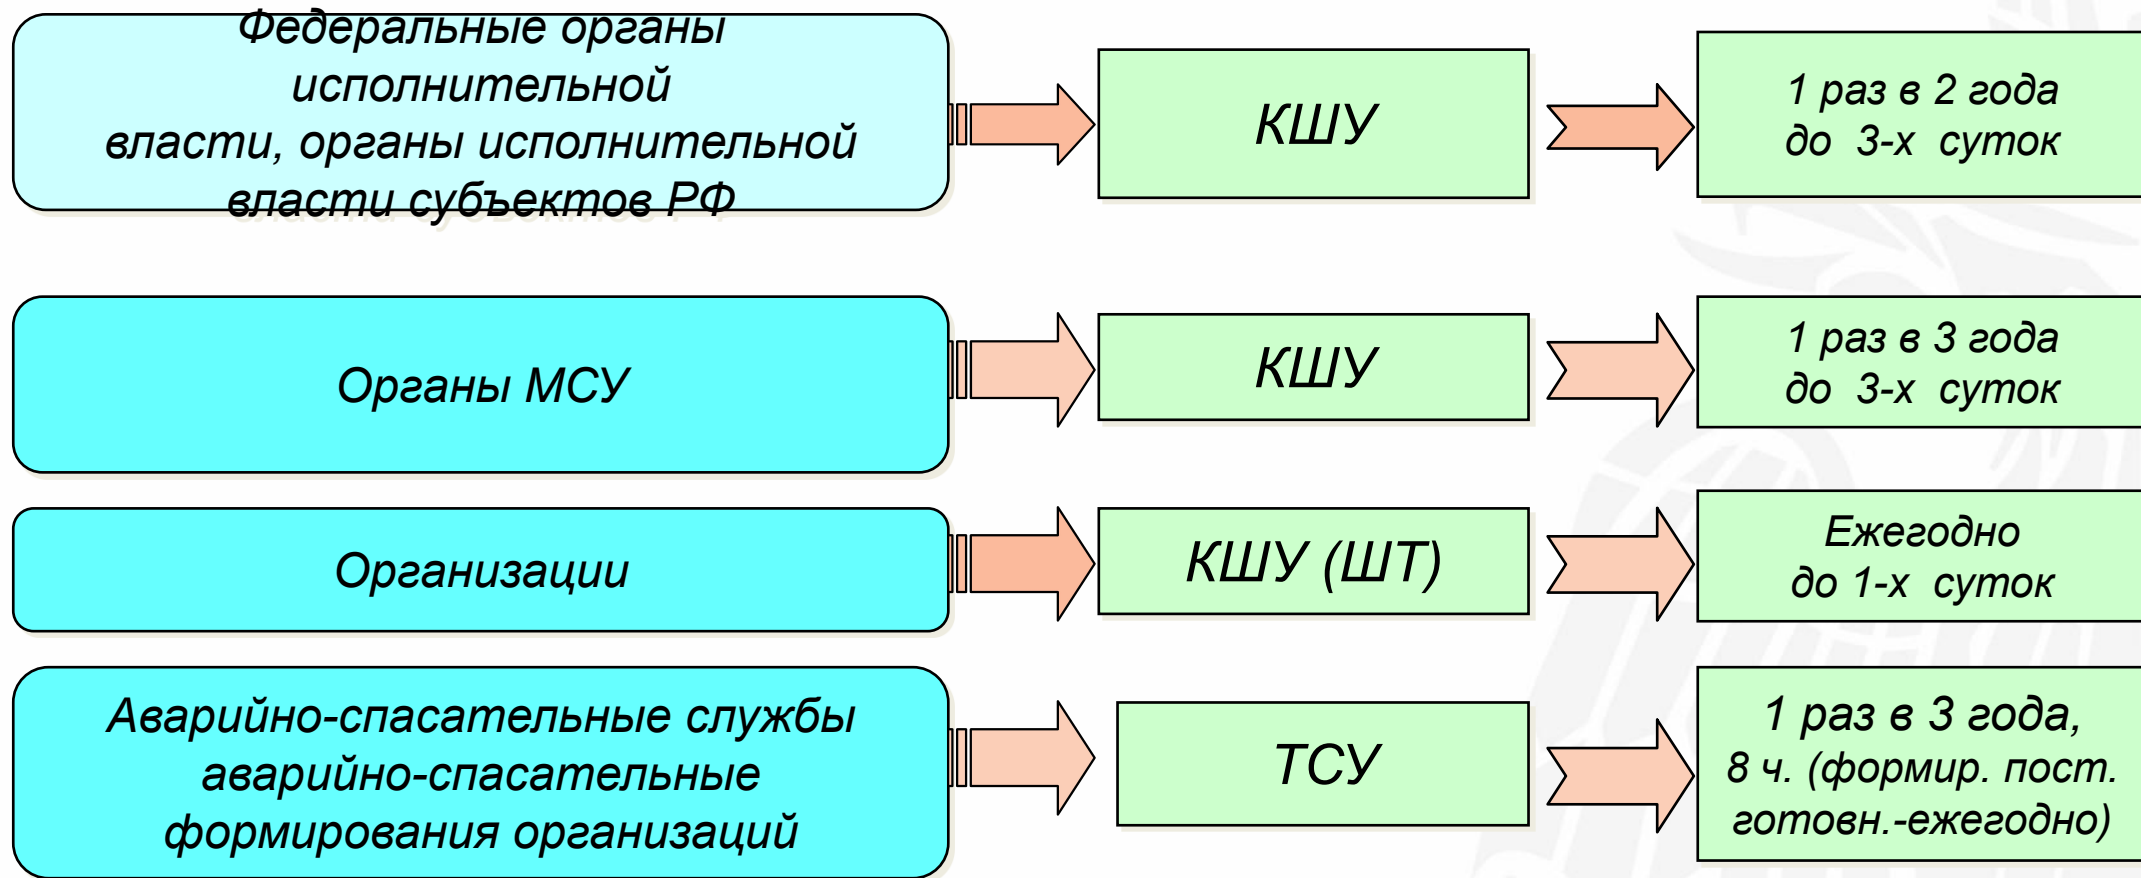 Федеральные органы
исполнительной
власти, органы исполнительной
власти субъектов РФ
КШУ
1 раз в 2 года
до 3-х суток
Органы МСУ
КШУ
1 раз в 3 года
до 3-х суток
Организации
КШУ (ШТ)
Ежегодно
до 1-х суток
Аварийно-спасательные службы
аварийно-спасательные
формирования организаций
ТСУ
1 раз в 3 года,
8 ч. (формир. пост.
готовн.-ежегодно)